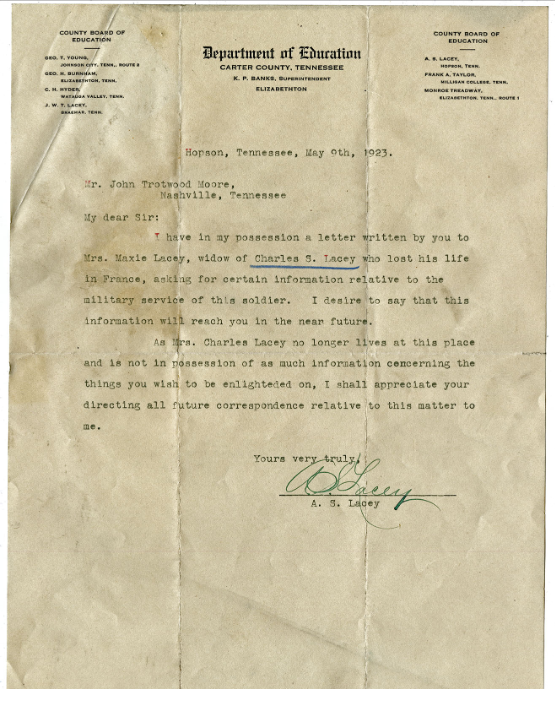 COUNTY BOARD OF
EDUCATION
GEO. T. YOUNG,
JOHNSON CITY, TENN., ROUTE 2
GEO. H. BURNHAM,
ELIZABETHTON, TENN.
C. H. HYDER,
WATAUGA VALLEY, TENN.
J. W. T. LACEY,
TENN.
Department of Education
CARTER COUNTY, TENNESSEE
K. P. BANKS, SUPERINTENDENT
ELIZABETHTON
COUNTY BOARD OF
EDUCATION
A. S. LACEY,
HOPSON, TENN.
FRANK A. TAYLOR,
MILLIGAN COLLEGE, TENN.
MONROE TREADWAY,
ELIZABETHTON, TENN., ROUTE 1
Hopson, Tennessee, May 9th, 1923.
Mr. John Trotwood Moore,
Nashville, Tennessee
My dear Sir:
I have in my possession a letter written by you to
Mrs. Maxie Lacey, widow of Charles S. Lacey who lost his life
in France, asking for certain information relative to the
military service of this soldier. I desire to say that this
information will reach you in the near future.
As Mrs. Charles Lacey no longer lives at this place
and is not in possession of as much information concerning the
things you wish to be enlighteded on, I shall appreciate your
directing all future correspondence relative to this matter to
me.
Yours very truly,
A S Lacey
A. S. Lacey